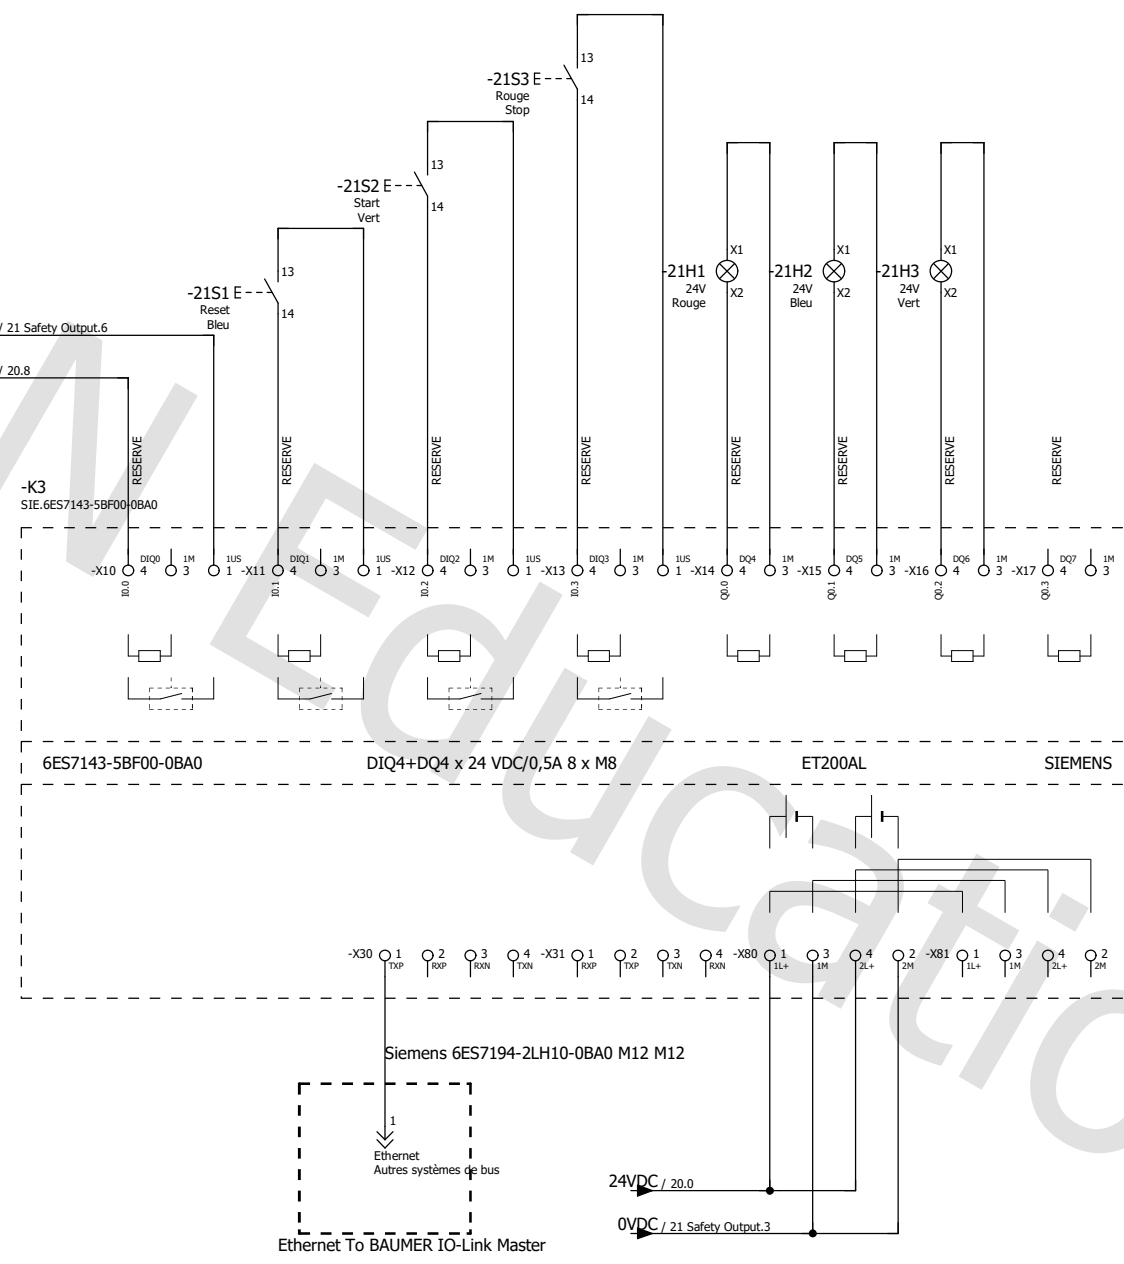 13
-21S3 E
Rouge
Stop
14
13
-21S2 E
Start
Vert
14
X1 X1 X1
-21H1 -21H2 -21H3
24V 24V 24V
Rouge Bleu Vert
X2 X2 X2
13
-21S1 E
Reset
Bleu
14
/ 21 Safety Output.6
/ 20.8
RESERVE RESERVE RESERVE RESERVE RESERVE RESERVE RESERVE RESERVE
-K3
SIE.6ES7143-5BF00-0BA0
DIQ0 1M 1US DIQ1 1M 1US DIQ2 1M 1US DIQ3 1M 1US DQ4 1M DQ5 1M DQ6 1M DQ7 1M
-X10 4 3 1 -X11 4 3 1 -X12 4 3 1 -X13 4 3 1 -X14 4 3 -X15 4 3 -X16 4 3 -X17 4 3
I0.0 I0.1 I0.2 I0.3 Q0.0 Q0.1 Q0.2 Q0.3
6ES7143-5BF00-0BA0 DIQ4+DQ4 x 24 VDC/0,5A 8 x M8 ET200AL SIEMENS
-X30 1 2 3 4 -X31 1 2 3 4 -X80 1 3 4 2 -X81 1 3 4 2
TXP RXP RXN TXN RXP TXP TXN RXN 1L+ 1M 2L+ 2M 1L+ 1M 2L+ 2M
Siemens 6ES7194-2LH10-0BA0 M12 M12
1
Ethernet
Autres systèmes de bus
24VDC / 20.0
0VDC / 21 Safety Output.3
Ethernet To BAUMER IO-Link Master
N Educatio